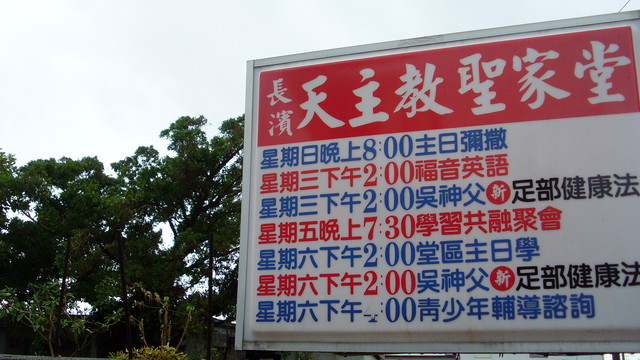 長濱 天主教聖家堂
星期日晚上8:00主日彌撒
星期三下午2:00福音英語
星期三下午2:00吳神父新足部健康法
星期五晚上7:30學習共融聚會
星期六下午2:00堂區主日學
星期六下午2:00吳神父新足部健康法
星期六下午4:00青少年輔導諮詢